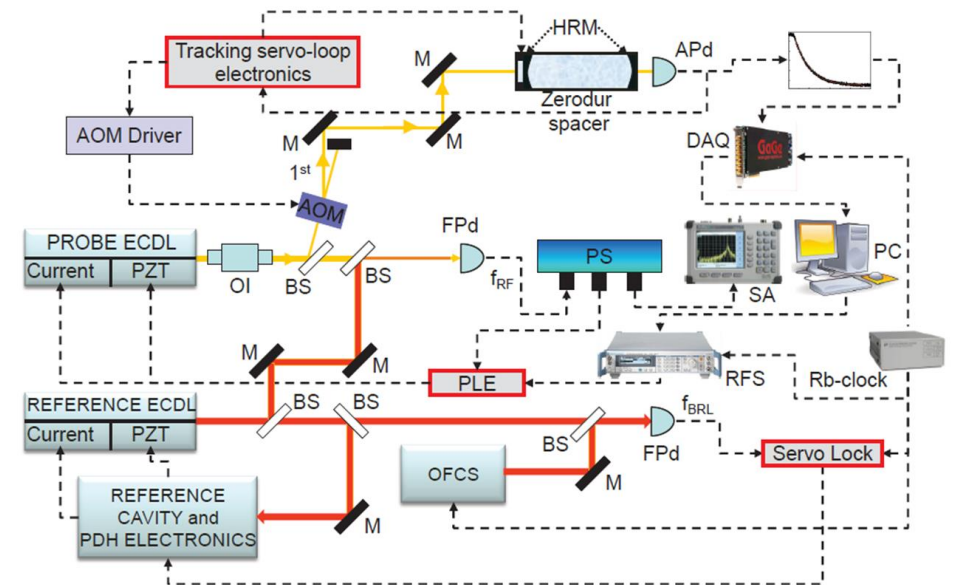 HRM
Tracking servo-loop
electronics
M
APd
Zerodur
spacer
AOM Driver
M
M
DAQ
GaGe
1st
AOM
FPd
PROBE ECDL
Current
PZT
OI
BS
BS
fRF
PS
SA
PC
M
M
PLE
RFS
Rb-clock
REFERENCE ECDL
Current
PZT
BS
BS
fBRL
BS
FPd
Servo Lock
OFCS
M
REFERENCE
CAVITY and
PDH ELECTRONICS
M